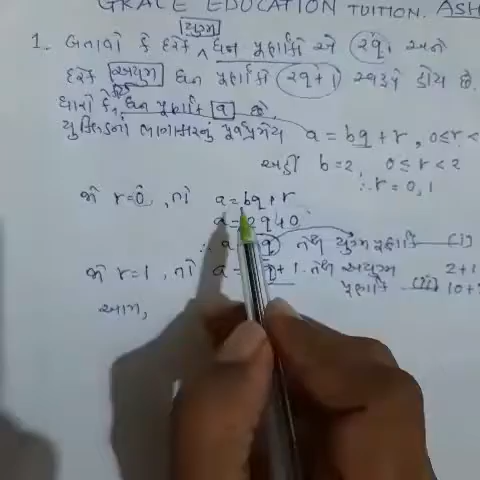 GRACE EDUCATION TUITION. ASH
યુગ્મ
1. બતાવો કે દરેક ધન પૂર્ણાંક એ 2q, અને
દરેક અયુગ્મ ધન પૂર્ણાંક 2q+1 સ્વરૂપે હોય છે.
ધારો કે ધન પૂર્ણાંક a છે.
યુક્લિડના ભાગાકારનું પૂર્વપ્રમેય a = bq + r, 0≤r<
અહીં b=2, 0≤r<2
∴ r = 0, 1
જો r=0, તો a = bq + r
a = 2q+0
∴ a q તેથી યુગ્મ પૂર્ણાંક — (i)
જો r=1, તો a = q+1 તેથી અયુગ્મ 2+1
પૂર્ણાંક — (ii) 10+
આમ,